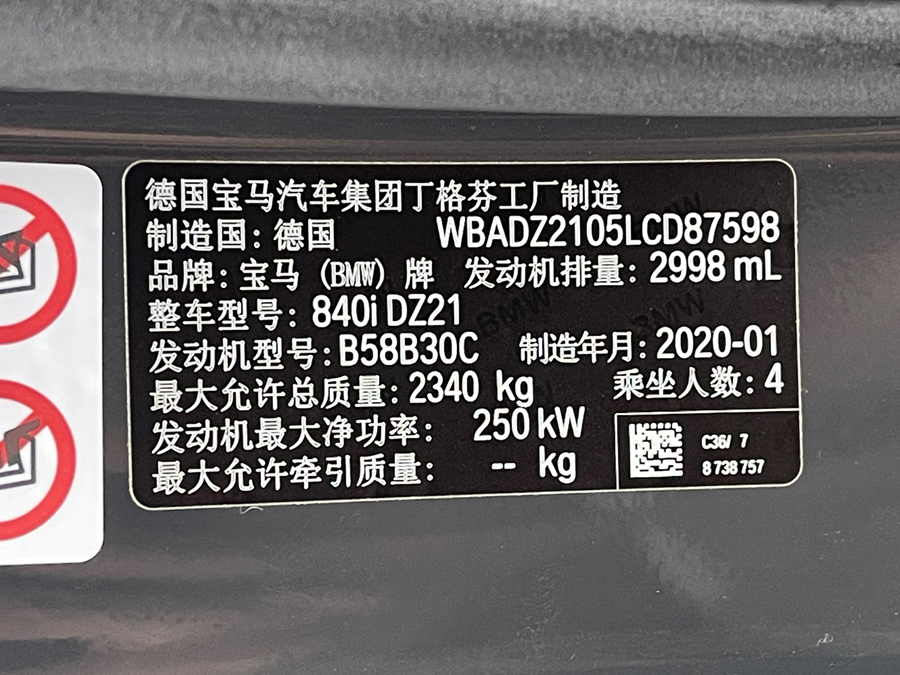 德国宝马汽车集团丁格芬工厂制造
制造国: 德国 WBADZ2105LCD87598
品牌: 宝马 (BMW) 牌 发动机排量: 2998 mL
整车型号: 840i DZ21
发动机型号: B58B30C 制造年月: 2020-01
最大允许总质量: 2340 kg 乘坐人数: 4
发动机最大净功率: 250 kW
最大允许牵引质量: -- kg
C36/ 7
8 738 757